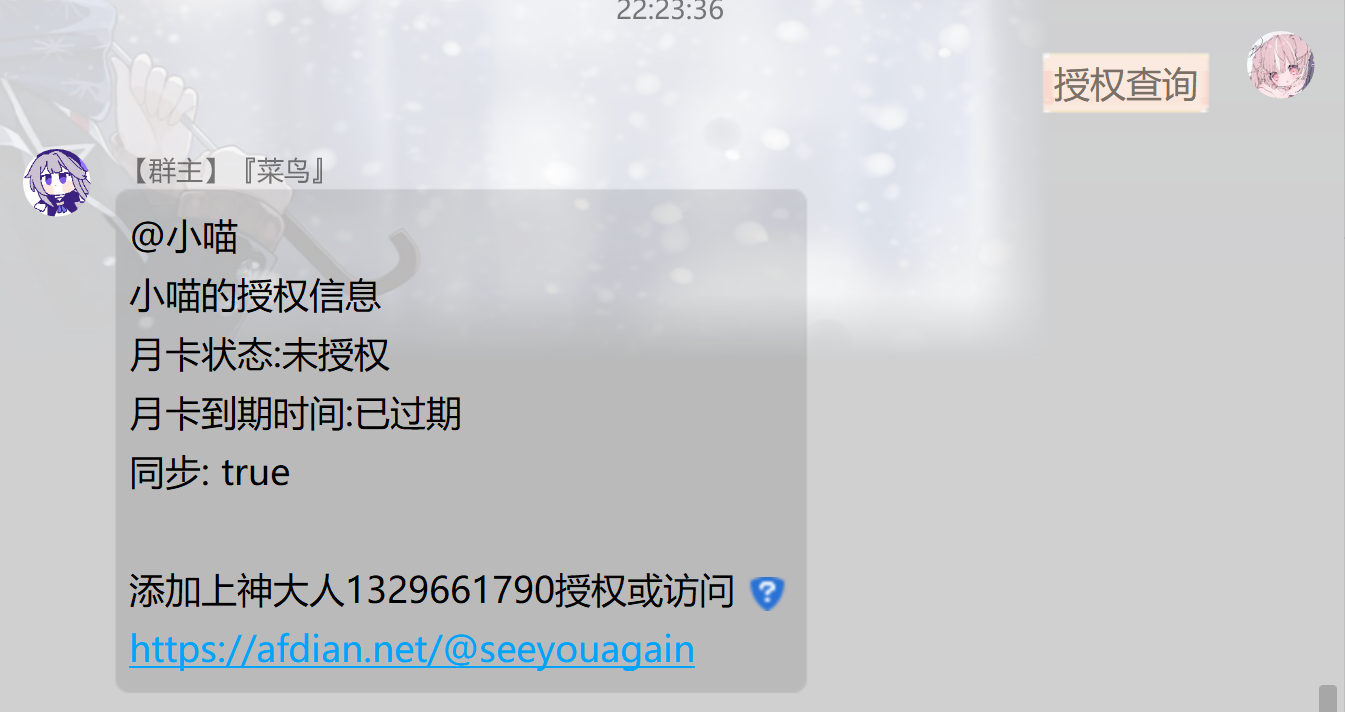 22:23:36
授权查询
【群主】『菜鸟』
@小喵
小喵的授权信息
月卡状态:未授权
月卡到期时间:已过期
同步: true
添加上神大人1329661790授权或访问
https://afdian.net/@seeyouagain